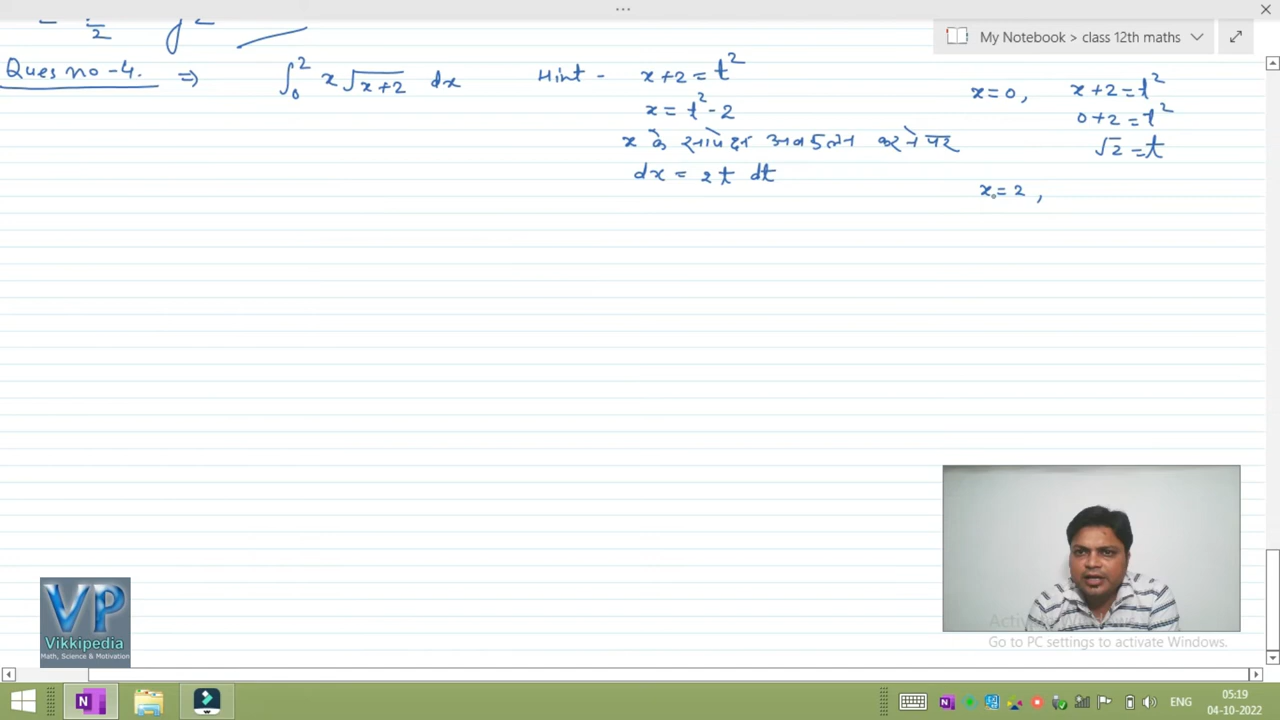 My Notebook > class 12th maths
Ques no-4. ⇒ ∫₀² x√(x+2) dx Hint - x+2 = t²
x = t² - 2
x के सापेक्ष अवकलन करने पर
dx = 2t dt
x=0, x+2=t²
0+2=t²
√2=t
x=2,
VP
Vikkipedia
Math, Science & Motivation
Go to PC settings to activate Windows.
ENG
05:19
04-10-2022